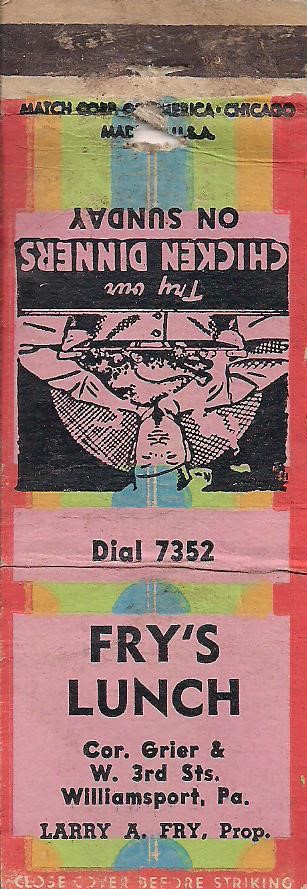 MATCH CORP. OF AMERICA · CHICAGO
MADE IN U.S.A.
Try our
CHICKEN DINNERS
ON SUNDAY
Dial 7352
FRY'S
LUNCH
Cor. Grier &
W. 3rd Sts.
Williamsport, Pa.
LARRY A. FRY, Prop.
CLOSE COVER BEFORE STRIKING